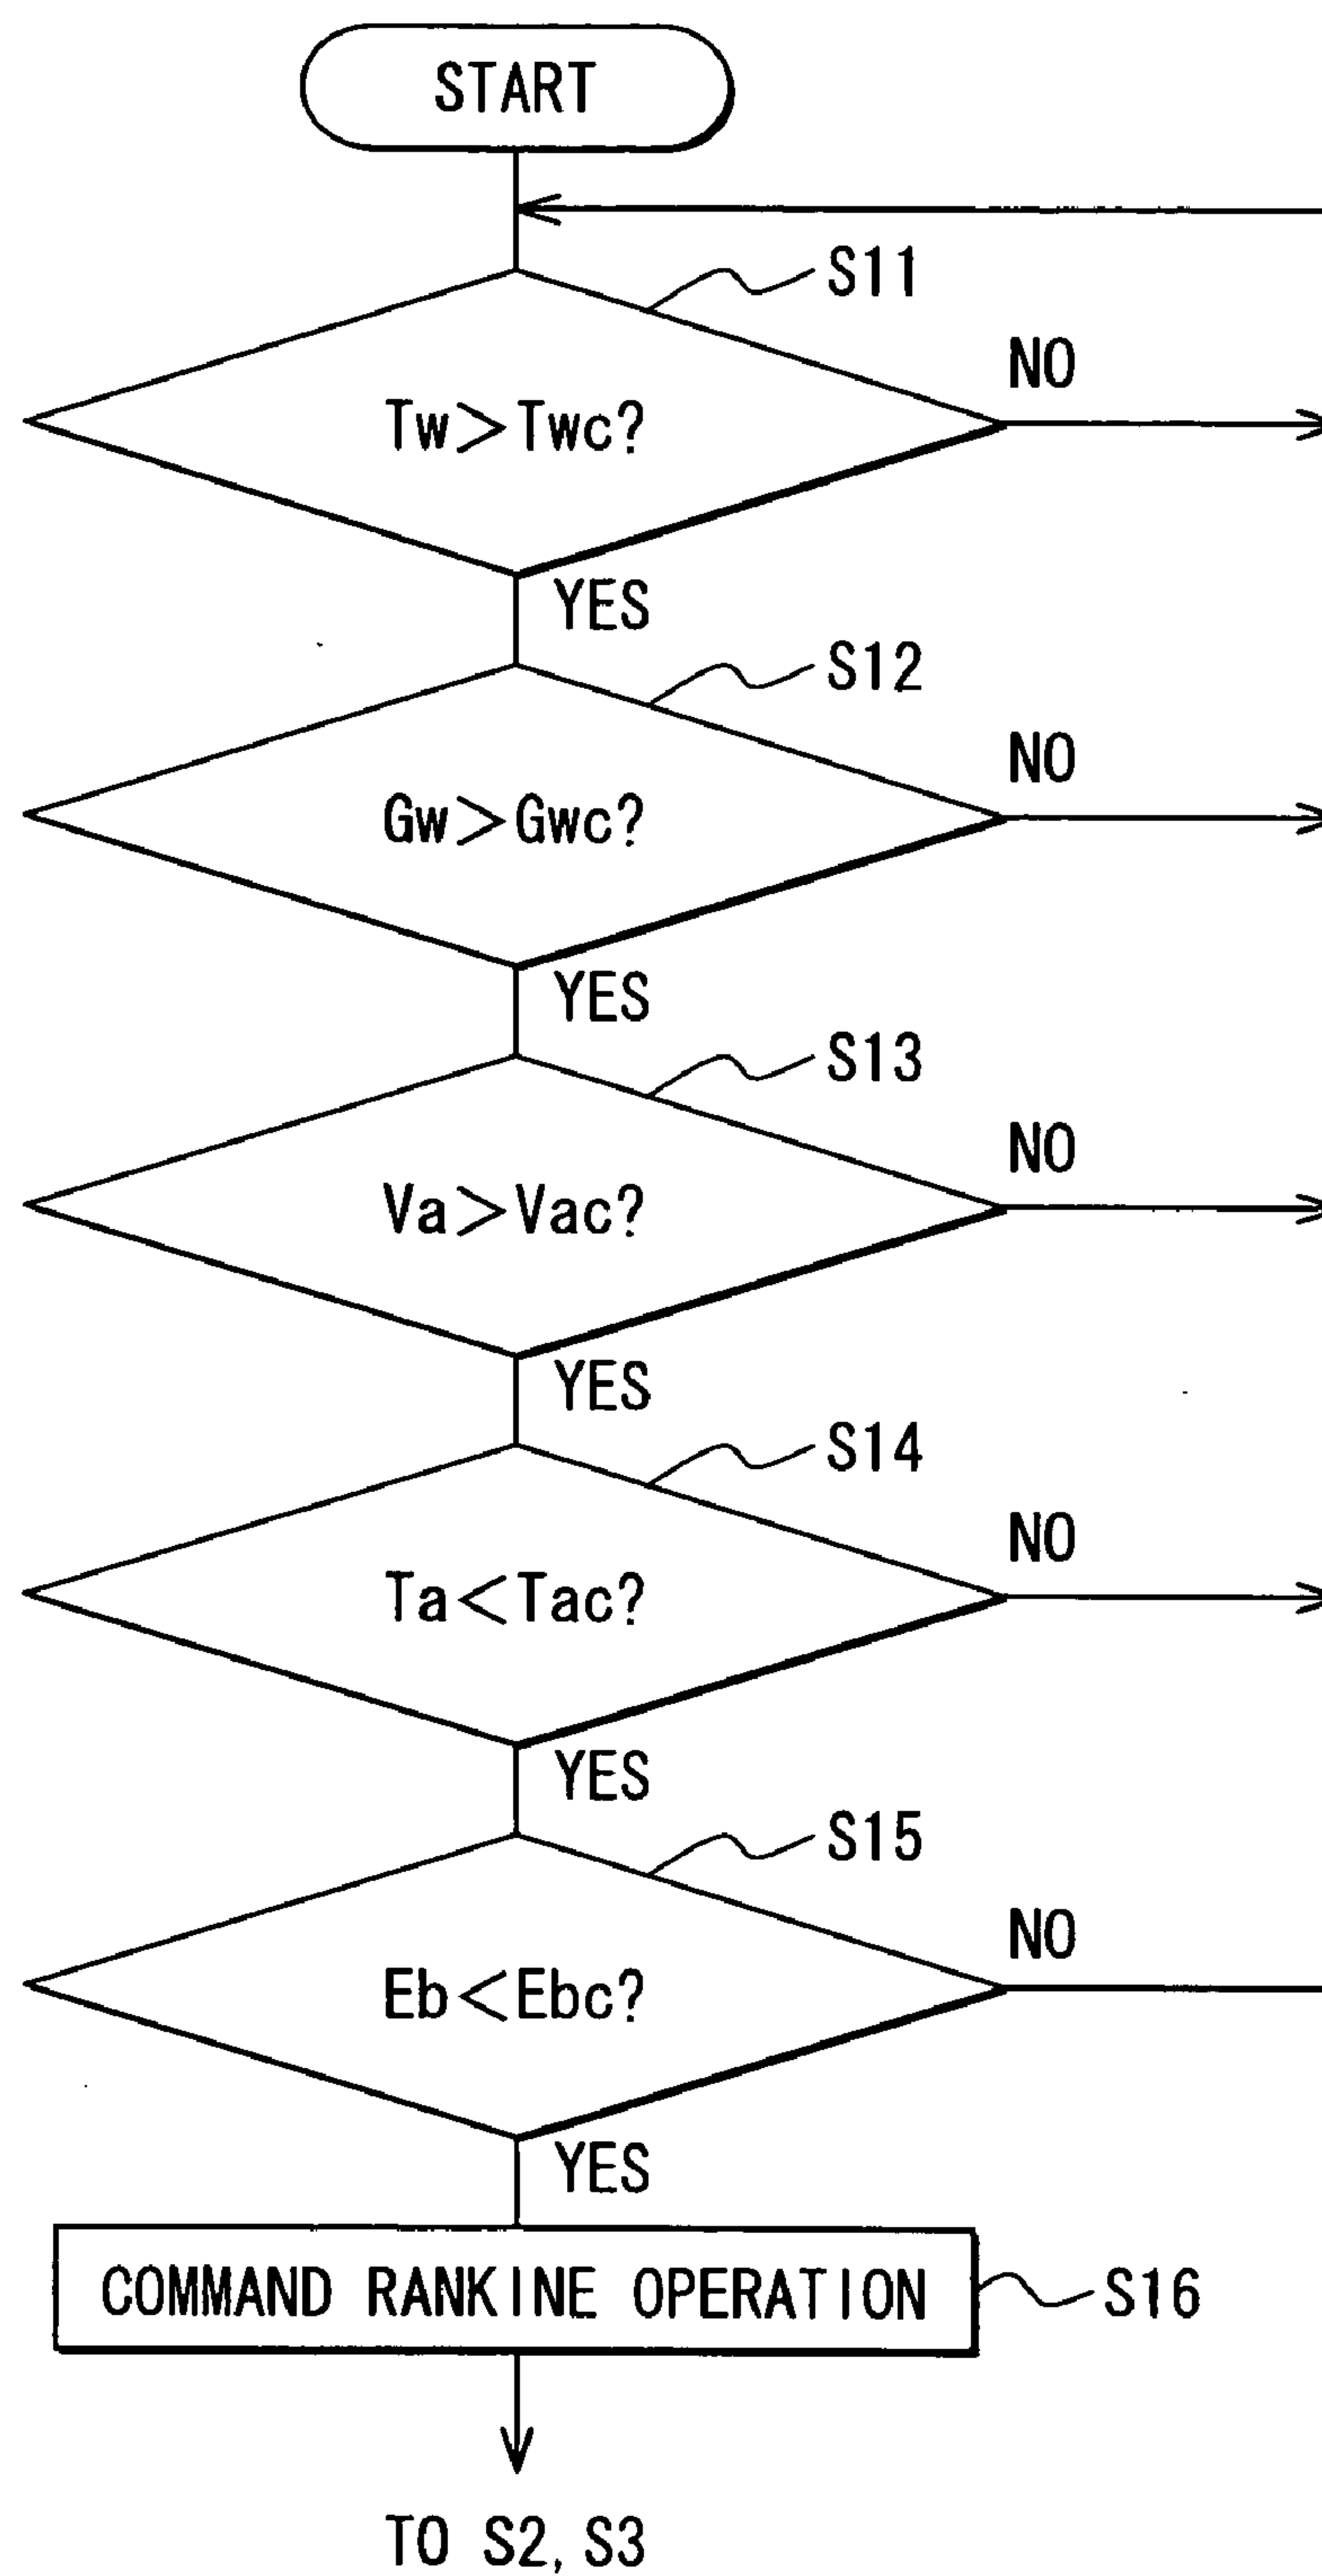 START
S11
NO
Tw>Twc?
YES
S12
NO
Gw>Gwc?
YES
S13
NO
Va>Vac?
YES
S14
NO
Ta<Tac?
YES
S15
NO
Eb<Ebc?
YES
COMMAND RANKINE OPERATION
S16
TO S2, S3